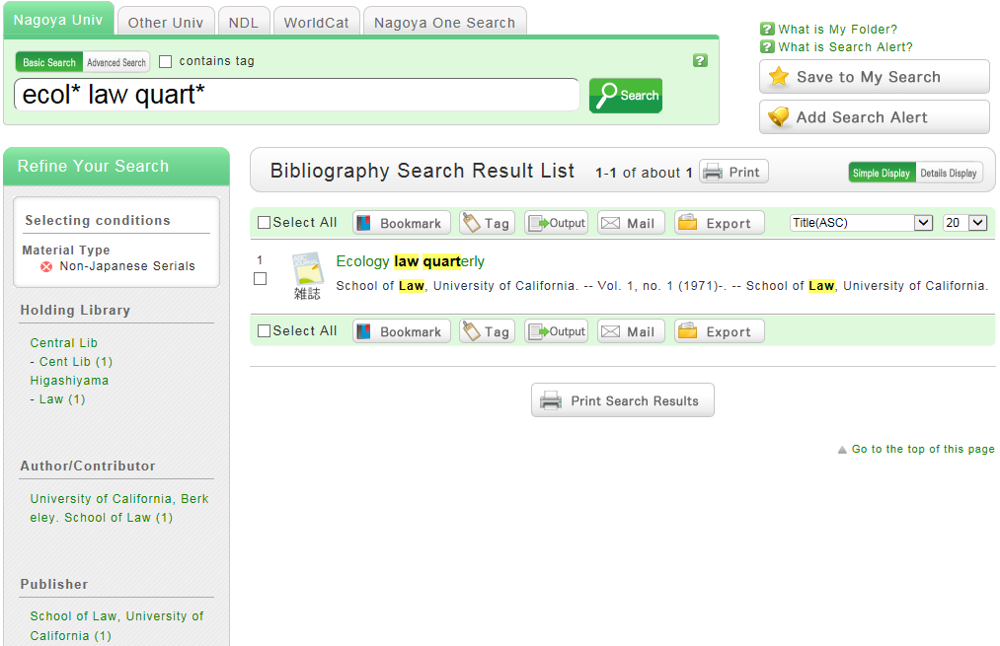 Nagoya Univ
Other Univ
NDL
WorldCat
Nagoya One Search
Basic Search
Advanced Search
contains tag
?
ecol* law quart*
Search
? What is My Folder?
? What is Search Alert?
Save to My Search
Add Search Alert
Refine Your Search
Selecting conditions
Material Type
Non-Japanese Serials
Holding Library
Central Lib
- Cent Lib (1)
Higashiyama
- Law (1)
Author/Contributor
University of California, Berk
eley. School of Law (1)
Publisher
School of Law, University of
California (1)
Bibliography Search Result List
1-1 of about 1
Print
Simple Display
Details Display
Select All
Bookmark
Tag
Output
Mail
Export
Title(ASC)
20
1
雑誌
Ecology law quarterly
School of Law, University of California. -- Vol. 1, no. 1 (1971)-. -- School of Law, University of California.
Select All
Bookmark
Tag
Output
Mail
Export
Print Search Results
Go to the top of this page